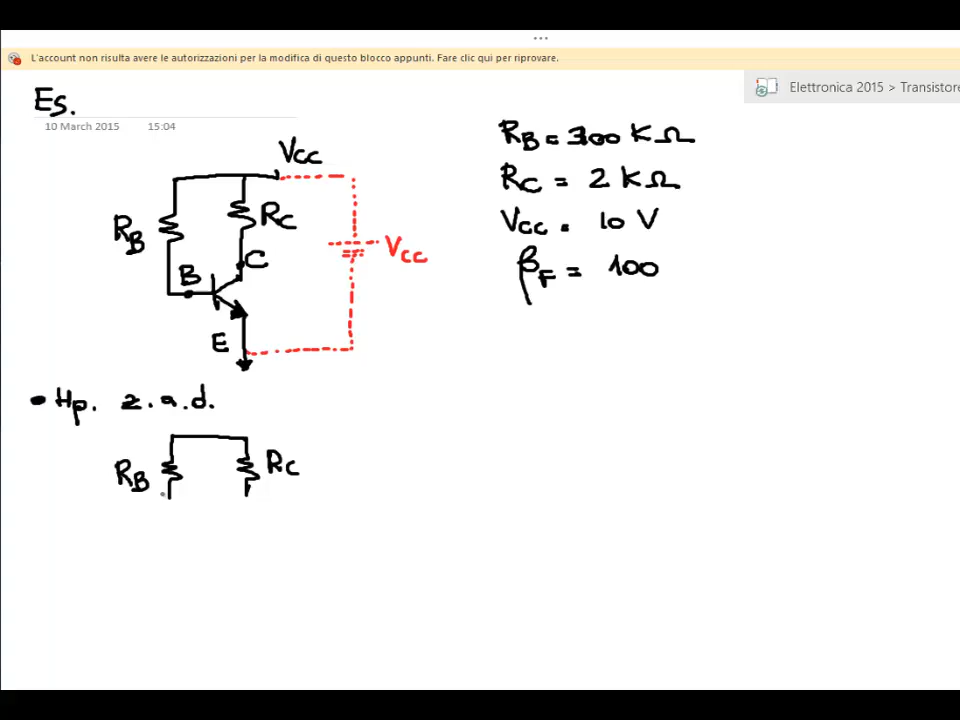 L'account non risulta avere le autorizzazioni per la modifica di questo blocco appunti. Fare clic qui per riprovare.
Elettronica 2015 > Transistore
Es.
10 March 2015 15:04
VCC
RB
RC
VCC
B
C
E
RB = 300 KΩ
RC = 2 KΩ
VCC = 10 V
βF = 100
• Hp. z.a.d.
RB
RC